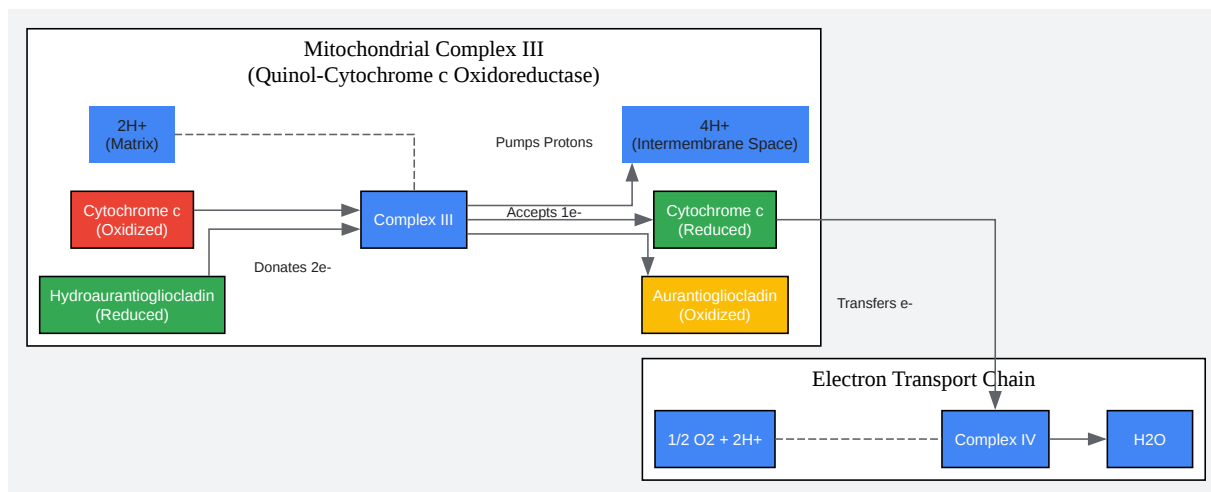 Mitochondrial Complex III
(Quinol-Cytochrome c Oxidoreductase)
2H+
(Matrix)
Pumps Protons
4H+
(Intermembrane Space)
Cytochrome c
(Oxidized)
Complex III
Accepts 1e-
Cytochrome c
(Reduced)
Donates 2e-
Hydroaurantiogliocladin
(Reduced)
Aurantiogliocladin
(Oxidized)
Transfers e-
Electron Transport Chain
1/2 O2 + 2H+
Complex IV
H2O